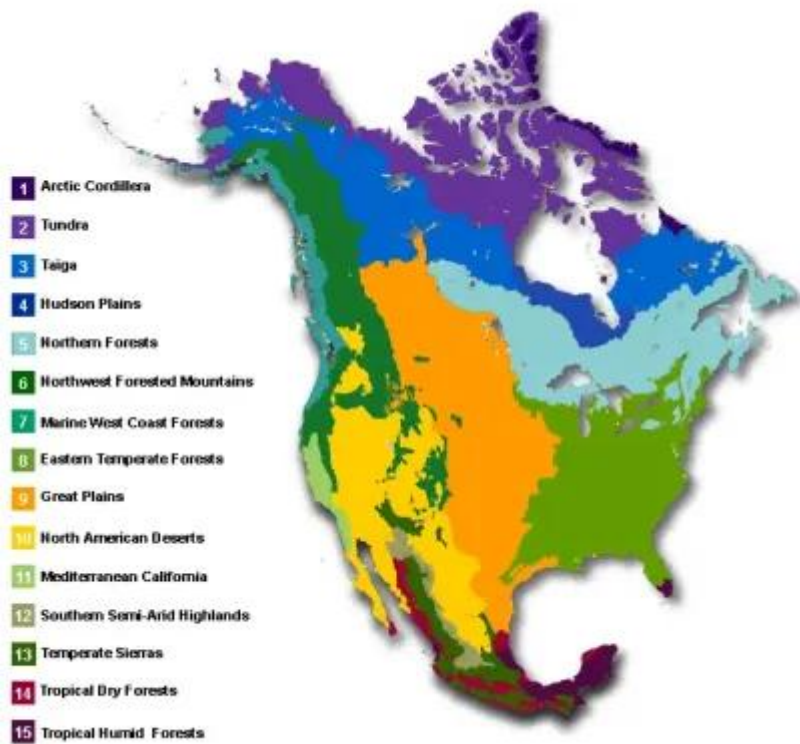 1 Arctic Cordillera
2 Tundra
3 Taiga
4 Hudson Plains
5 Northern Forests
6 Northwest Forested Mountains
7 Marine West Coast Forests
8 Eastern Temperate Forests
9 Great Plains
10 North American Deserts
11 Mediterranean California
12 Southern Semi-Arid Highlands
13 Temperate Sierras
14 Tropical Dry Forests
15 Tropical Humid Forests